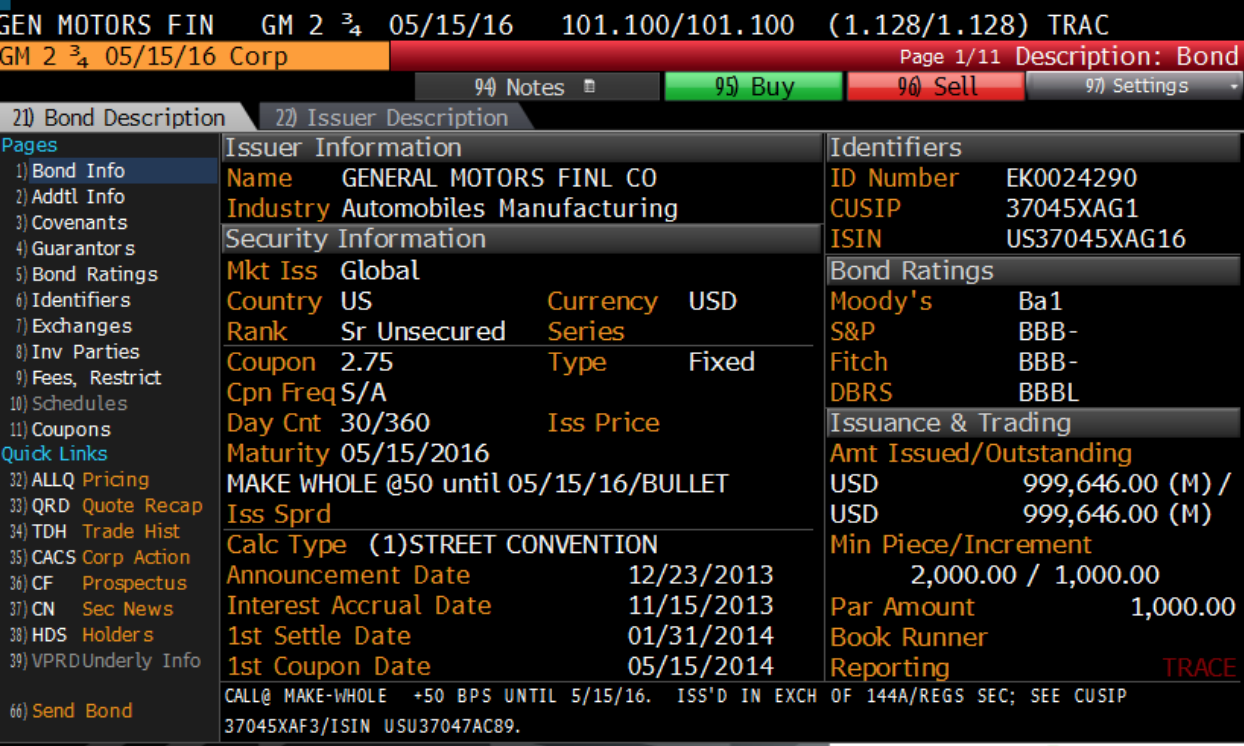 GEN MOTORS FIN GM 2 ¾ 05/15/16 101.100/101.100 (1.128/1.128) TRAC
GM 2 ¾ 05/15/16 Corp Page 1/11 Description: Bond
94) Notes 95) Buy 96) Sell 97) Settings
21) Bond Description 22) Issuer Description
Pages
1) Bond Info
2) Addtl Info
3) Covenants
4) Guarantors
5) Bond Ratings
6) Identifiers
7) Exchanges
8) Inv Parties
9) Fees, Restrict
10) Schedules
11) Coupons
Quick Links
32) ALLQ Pricing
33) QRD Quote Recap
34) TDH Trade Hist
35) CACS Corp Action
36) CF Prospectus
37) CN Sec News
38) HDS Holders
39) VPRD Underly Info
66) Send Bond
Issuer Information
Name GENERAL MOTORS FINL CO
Industry Automobiles Manufacturing
Security Information
Mkt Iss Global
Country US Currency USD
Rank Sr Unsecured Series
Coupon 2.75 Type Fixed
Cpn Freq S/A
Day Cnt 30/360 Iss Price
Maturity 05/15/2016
MAKE WHOLE @50 until 05/15/16/BULLET
Iss Sprd
Calc Type (1)STREET CONVENTION
Announcement Date 12/23/2013
Interest Accrual Date 11/15/2013
1st Settle Date 01/31/2014
1st Coupon Date 05/15/2014
Identifiers
ID Number EK0024290
CUSIP 37045XAG1
ISIN US37045XAG16
Bond Ratings
Moody's Ba1
S&P BBB-
Fitch BBB-
DBRS BBBL
Issuance & Trading
Amt Issued/Outstanding
USD 999,646.00 (M) /
USD 999,646.00 (M)
Min Piece/Increment
2,000.00 / 1,000.00
Par Amount 1,000.00
Book Runner
Reporting TRACE
CALL@ MAKE-WHOLE +50 BPS UNTIL 5/15/16. ISS'D IN EXCH OF 144A/REGS SEC; SEE CUSIP
37045XAF3/ISIN USU37047AC89.